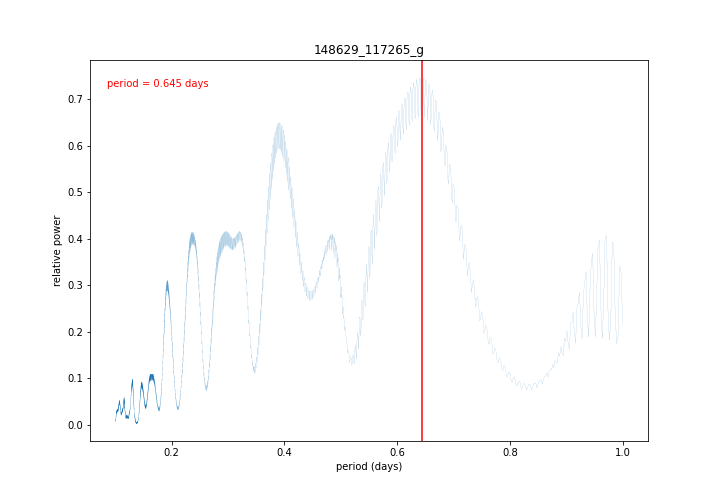 148629_117265_g
period = 0.645 days
relative power
0.7
0.6
0.5
0.4
0.3
0.2
0.1
0.0
0.2 0.4 0.6 0.8 1.0
period (days)